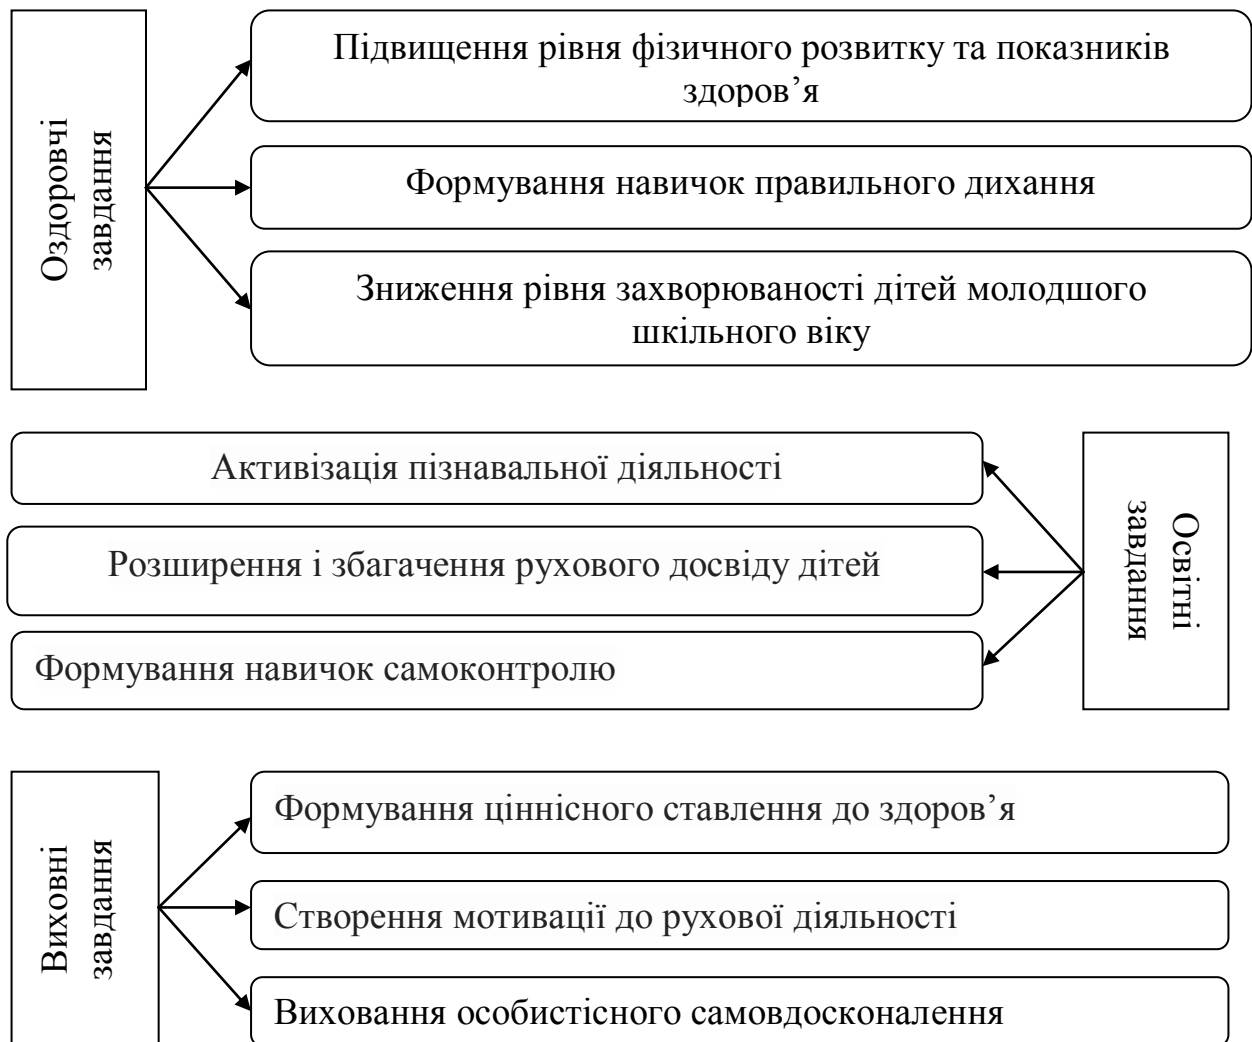 Оздоровчі
завдання
Підвищення рівня фізичного розвитку та показників
здоров’я
Формування навичок правильного дихання
Зниження рівня захворюваності дітей молодшого
шкільного віку
Активізація пізнавальної діяльності
Розширення і збагачення рухового досвіду дітей
Формування навичок самоконтролю
Освітні
завдання
Виховні
завдання
Формування ціннісного ставлення до здоров’я
Створення мотивації до рухової діяльності
Виховання особистісного самовдосконалення